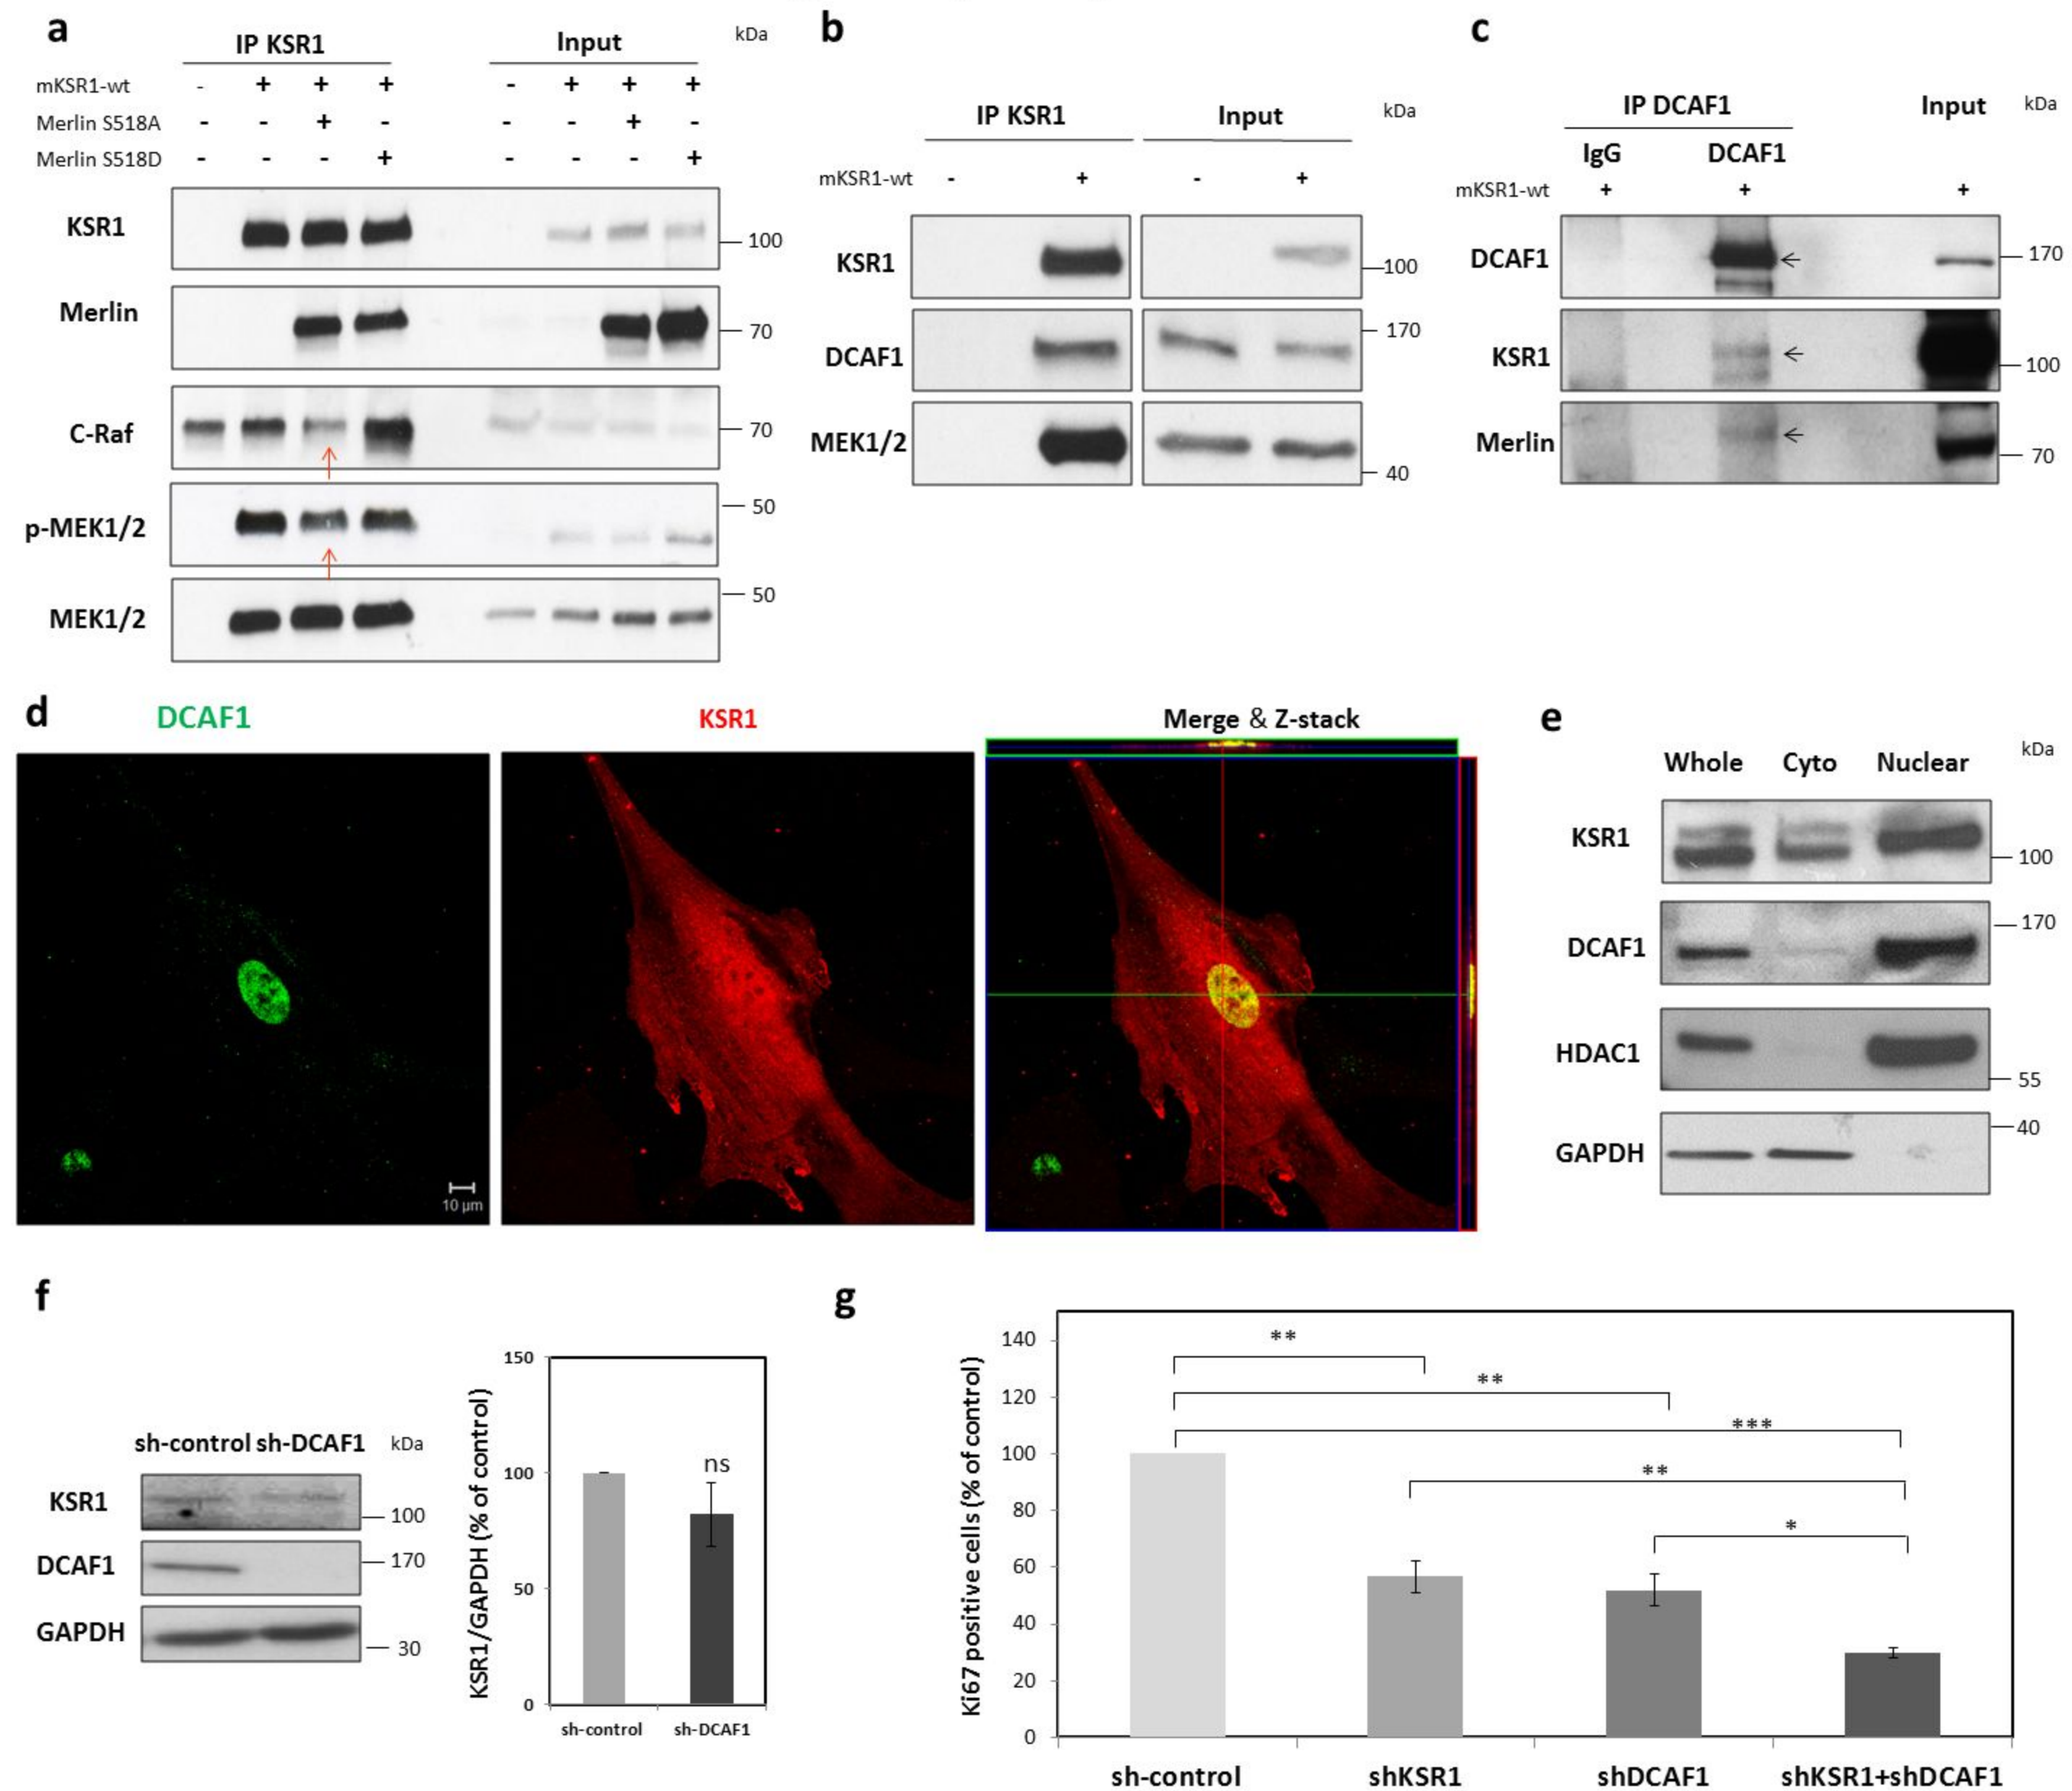 a
IP KSR1 Input kDa
mKSR1-wt - + + + - + + +
Merlin S518A - - + - - - + -
Merlin S518D - - - + - - - +
KSR1 100
Merlin 70
C-Raf 70
p-MEK1/2 50
MEK1/2 50
b
IP KSR1 Input kDa
mKSR1-wt - + - +
KSR1 100
DCAF1 170
MEK1/2 40
c
IP DCAF1 Input kDa
IgG DCAF1
mKSR1-wt + + +
DCAF1 170
KSR1 100
Merlin 70
d
DCAF1 KSR1 Merge & Z-stack
10 µm
e
Whole Cyto Nuclear kDa
KSR1 100
DCAF1 170
HDAC1 55
GAPDH 40
f
sh-control sh-DCAF1 kDa
KSR1 100
DCAF1 170
GAPDH 30
KSR1/GAPDH (% of control)
150
100
50
0
ns
sh-control sh-DCAF1
g
Ki67 positive cells (% of control)
140
120
100
80
60
40
20
0
**
**
***
**
*
sh-control shKSR1 shDCAF1 shKSR1+shDCAF1